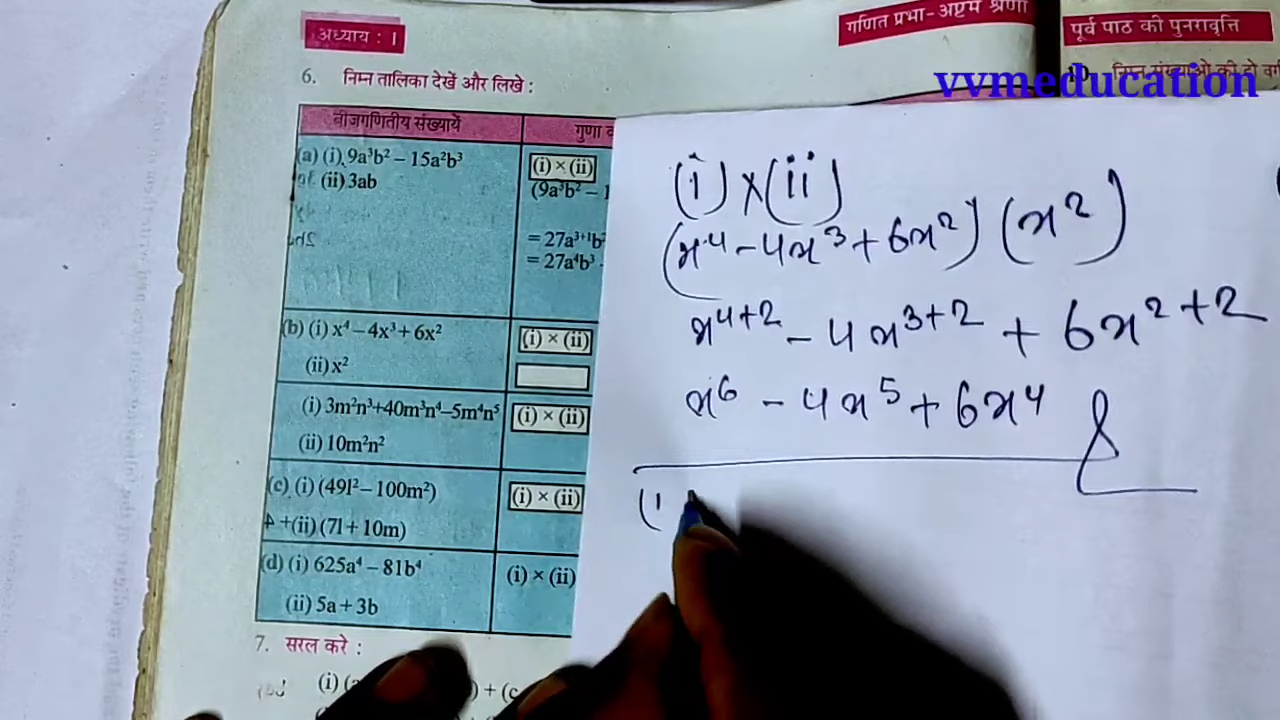 अध्याय : 1
गणित प्रभा- अष्टम श्रेणी
पूर्व पाठ की पुनरावृत्ति
vvmeducation
6. निम्न तालिका देखें और लिखे :
बीजगणितीय संख्यायें
(a) (i) 9a³b² – 15a²b³
(ii) 3ab
(i) × (ii)
(9a³b² –
= 27a³⁺¹b
= 27a⁴b³
(b) (i) x⁴ – 4x³ + 6x²
(ii) x²
(i) × (ii)
(i) 3m²n³+40m³n⁴–5m⁴n⁵
(ii) 10m²n²
(i) × (ii)
(c) (i) (49l² – 100m²)
(ii) (7l + 10m)
(i) × (ii)
(d) (i) 625a⁴ – 81b⁴
(ii) 5a + 3b
(i) × (ii)
7. सरल करे :
(i)
(i) × (ii)
(x⁴ - 4x³ + 6x²) (x²)
x⁴⁺² - 4x³⁺² + 6x²⁺²
x⁶ - 4x⁵ + 6x⁴